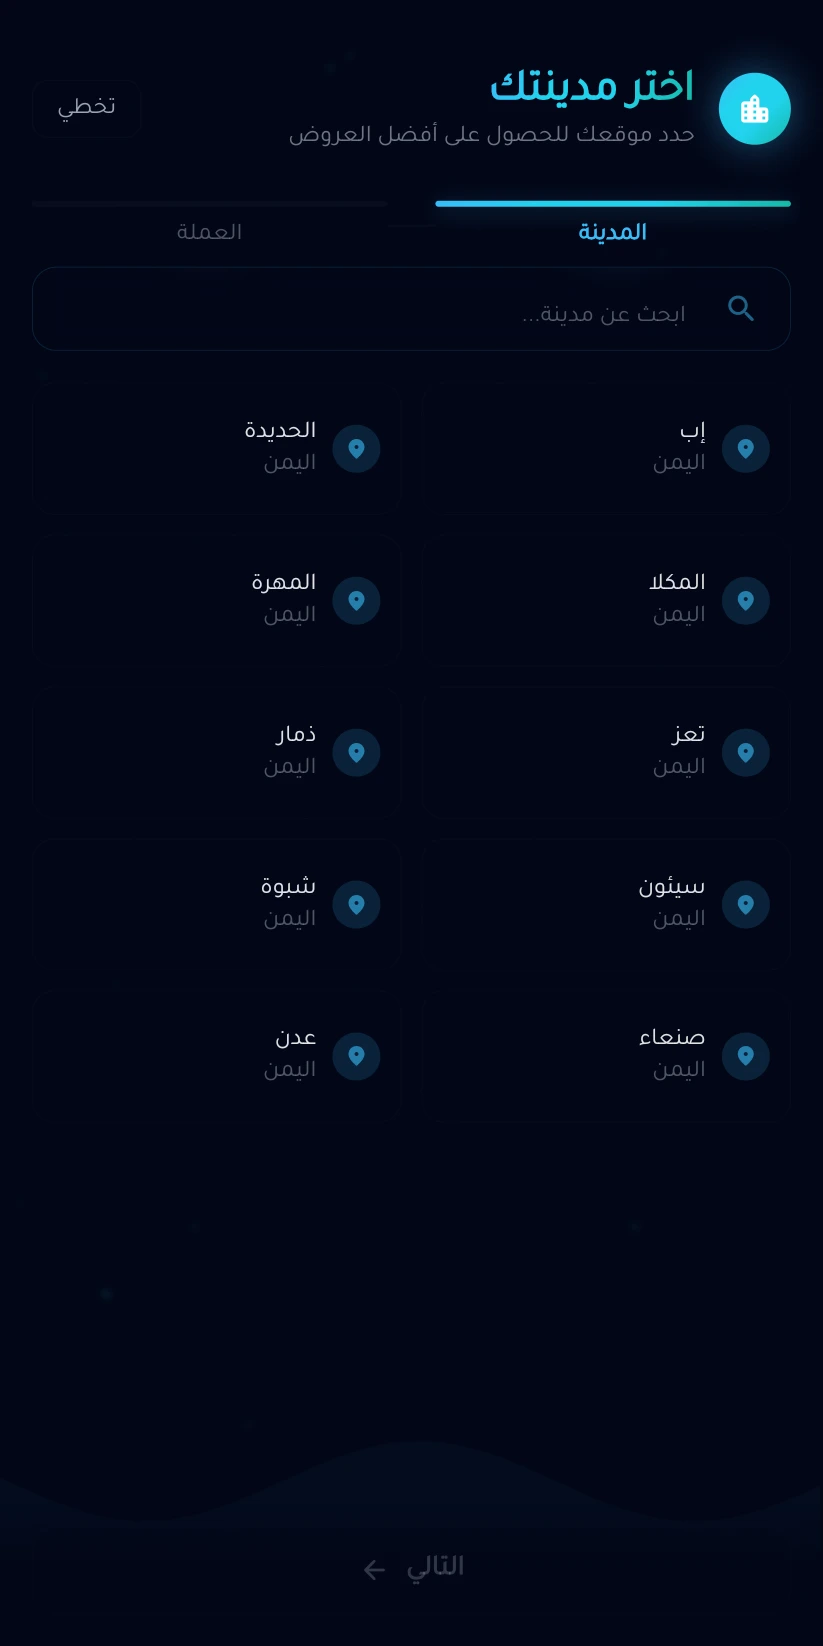 اختر مدينتك
تخطي
حدد موقعك للحصول على أفضل العروض
المدينة
العملة
ابحث عن مدينة...
إب
اليمن
الحديدة
اليمن
المكلا
اليمن
المهرة
اليمن
تعز
اليمن
ذمار
اليمن
سيئون
اليمن
شبوة
اليمن
صنعاء
اليمن
عدن
اليمن
التالي